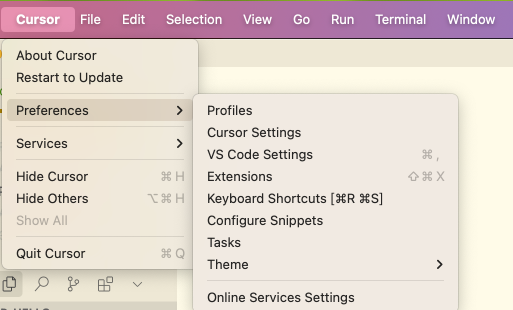 Cursor File Edit Selection View Go Run Terminal Window
About Cursor
Restart to Update
Preferences
Services
Hide Cursor ⌘H
Hide Others ⌥⌘H
Show All
Quit Cursor ⌘Q
Profiles
Cursor Settings
VS Code Settings ⌘,
Extensions ⇧⌘X
Keyboard Shortcuts [⌘R ⌘S]
Configure Snippets
Tasks
Theme
Online Services Settings